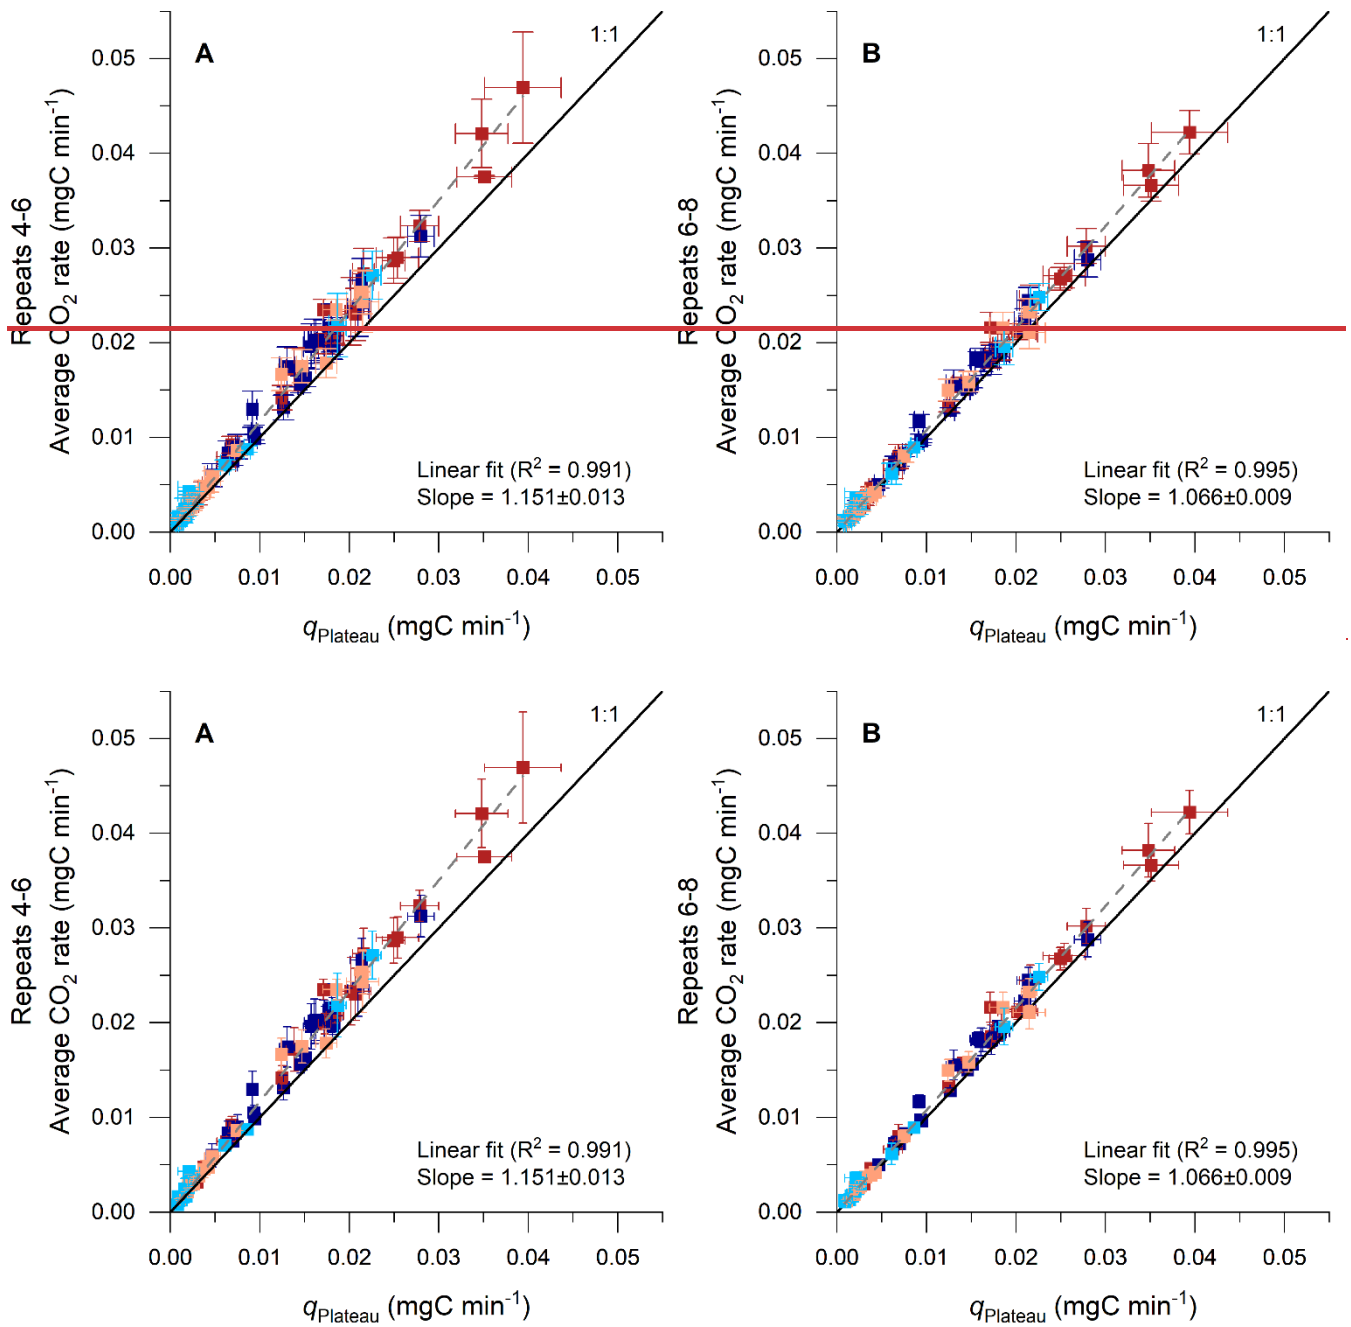 A
1:1
0.05
0.04
0.03
0.02
0.01
0.00
Repeats 4-6
Average CO₂ rate (mgC min⁻¹)
Linear fit (R² = 0.991)
Slope = 1.151±0.013
0.00 0.01 0.02 0.03 0.04 0.05
qPlateau (mgC min⁻¹)
B
1:1
0.05
0.04
0.03
0.02
0.01
0.00
Repeats 6-8
Average CO₂ rate (mgC min⁻¹)
Linear fit (R² = 0.995)
Slope = 1.066±0.009
0.00 0.01 0.02 0.03 0.04 0.05
qPlateau (mgC min⁻¹)
A
1:1
0.05
0.04
0.03
0.02
0.01
0.00
Repeats 4-6
Average CO₂ rate (mgC min⁻¹)
Linear fit (R² = 0.991)
Slope = 1.151±0.013
0.00 0.01 0.02 0.03 0.04 0.05
qPlateau (mgC min⁻¹)
B
1:1
0.05
0.04
0.03
0.02
0.01
0.00
Repeats 6-8
Average CO₂ rate (mgC min⁻¹)
Linear fit (R² = 0.995)
Slope = 1.066±0.009
0.00 0.01 0.02 0.03 0.04 0.05
qPlateau (mgC min⁻¹)